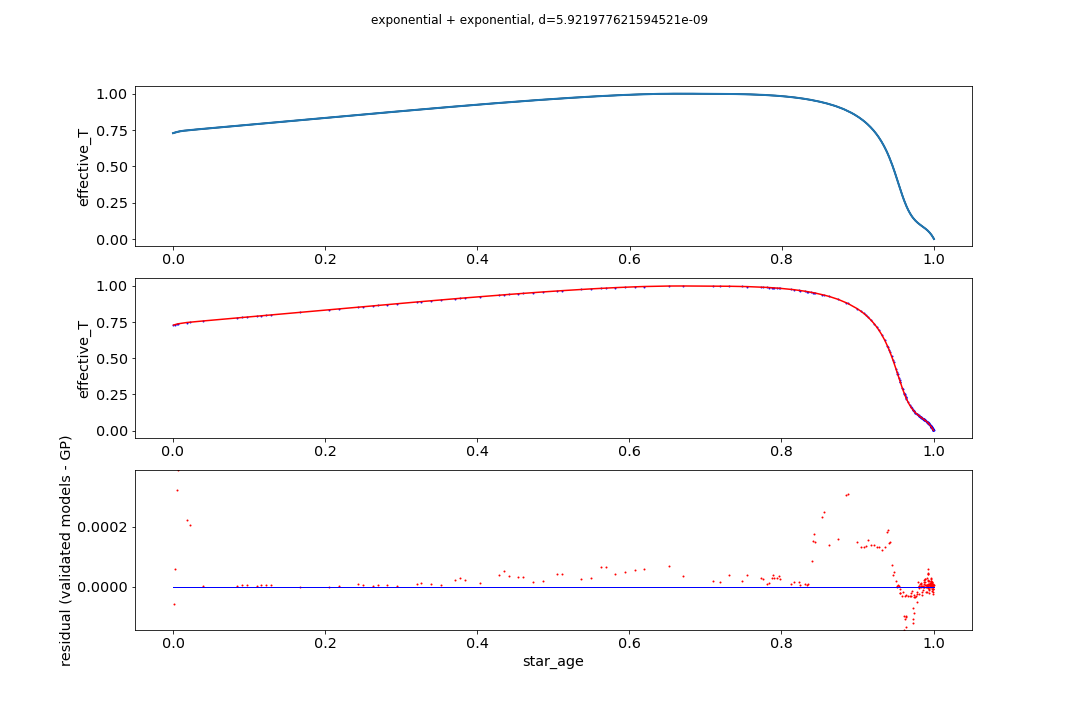 exponential + exponential, d=5.921977621594521e-09
1.00
0.75
0.50
0.25
0.00
effective_T
0.0 0.2 0.4 0.6 0.8 1.0
1.00
0.75
0.50
0.25
0.00
effective_T
0.0 0.2 0.4 0.6 0.8 1.0
0.0002
0.0000
residual (validated models - GP)
0.0 0.2 0.4 0.6 0.8 1.0
star_age